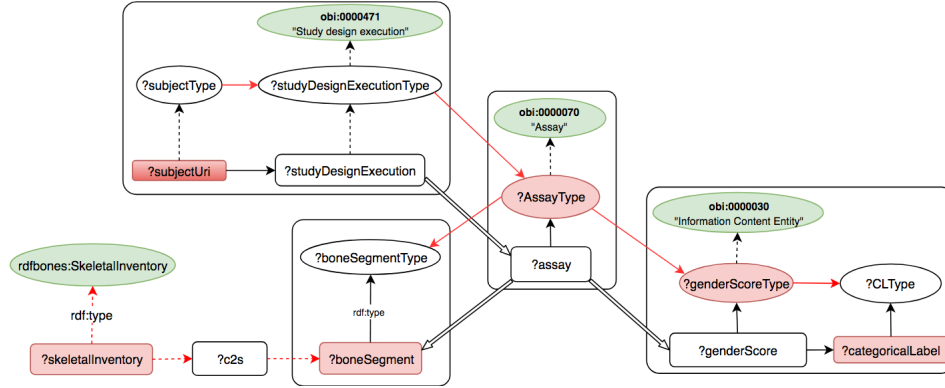 obi:0000471
"Study design execution"
?subjectType
?studyDesignExecutionType
?subjectUri
?studyDesignExecution
obi:0000070
"Assay"
?AssayType
?assay
obi:0000030
"Information Content Entity"
?genderScoreType
?CLType
?genderScore
?categoricalLabel
rdfbones:SkeletalInventory
rdf:type
?skeletalInventory
?c2s
?boneSegmentType
rdf:type
?boneSegment